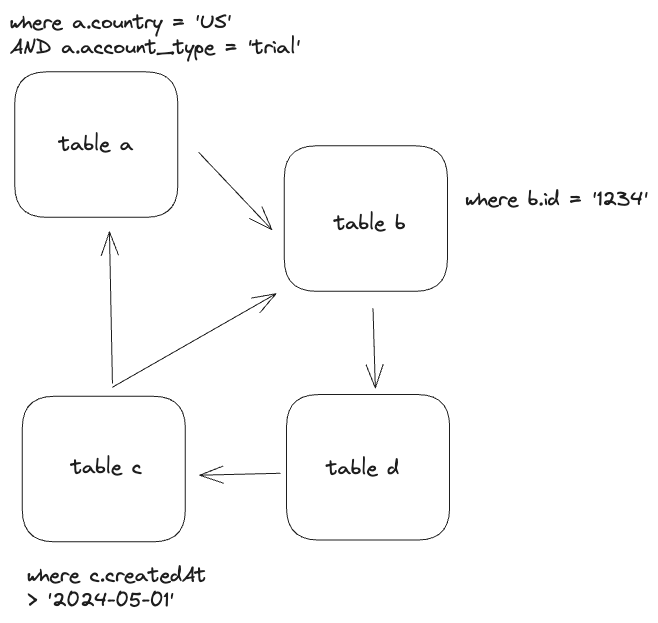 where a.country = 'US'
AND a.account_type = 'trial'
table a
table b
where b.id = '1234'
table c
table d
where c.createdAt
> '2024-05-01'